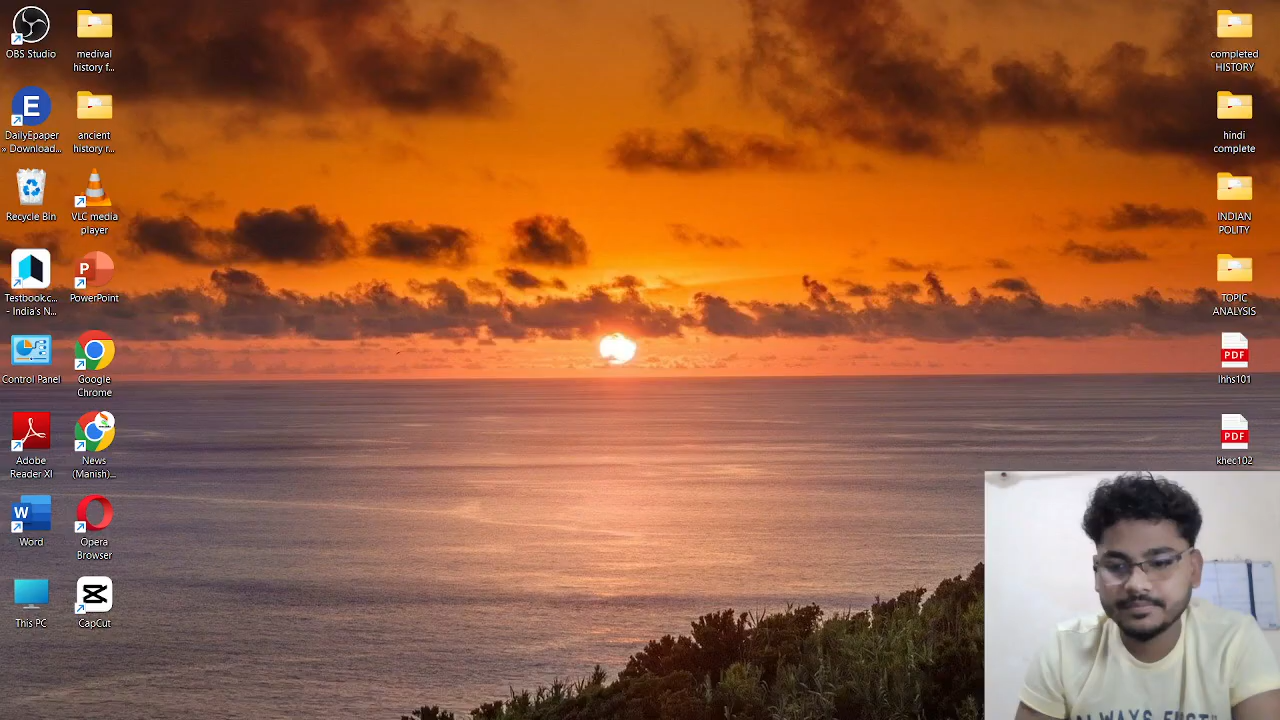 OBS Studio
medival
history f...
E
DailyEpaper
» Download...
ancient
history r...
Recycle Bin
VLC media
player
Testbook.c...
- India's N...
P
PowerPoint
Control Panel
Google
Chrome
Adobe
Reader XI
News
(Manish)...
W
Word
Opera
Browser
This PC
CapCut
completed
HISTORY
hindi
complete
INDIAN
POLITY
TOPIC
ANALYSIS
PDF
lhhs101
PDF
khec102
ALWAYS